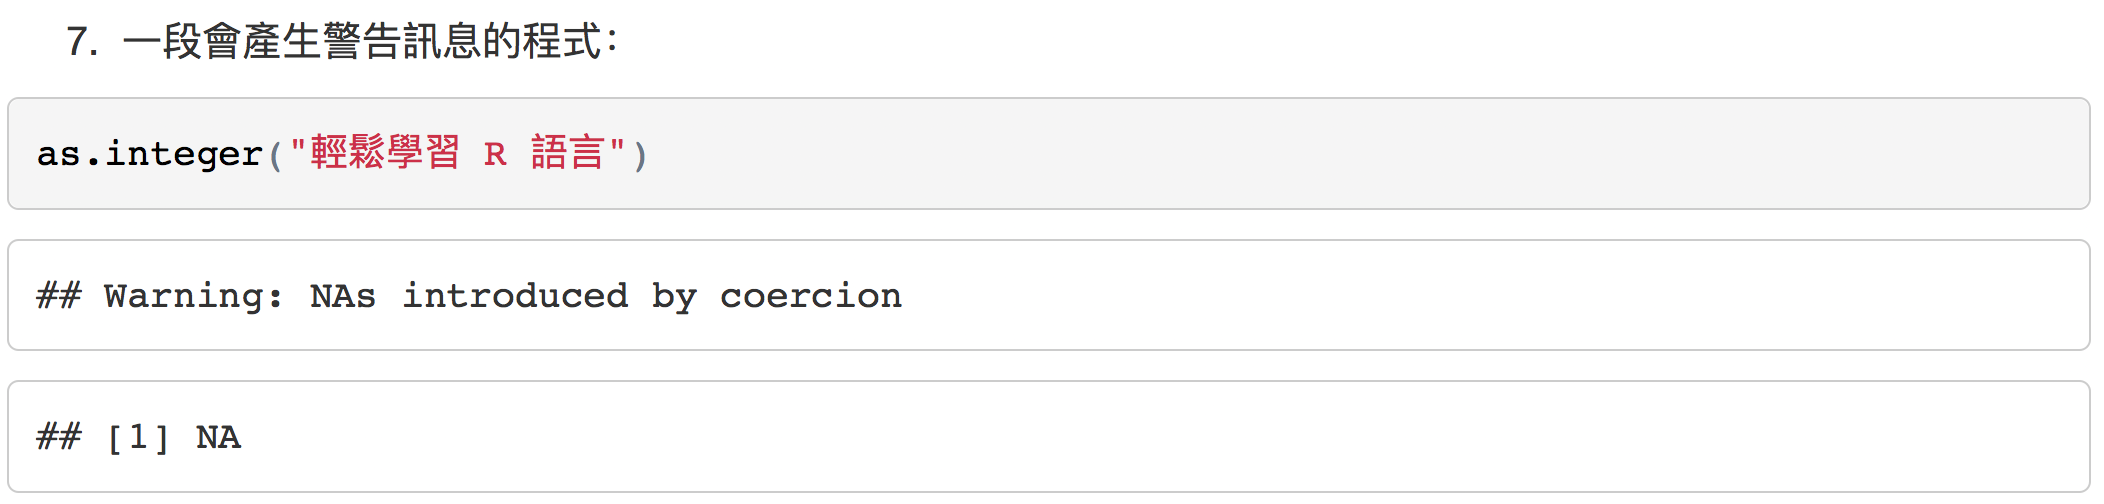 7. 一段會產生警告訊息的程式：
as.integer("輕鬆學習 R 語言")
## Warning: NAs introduced by coercion
## [1] NA